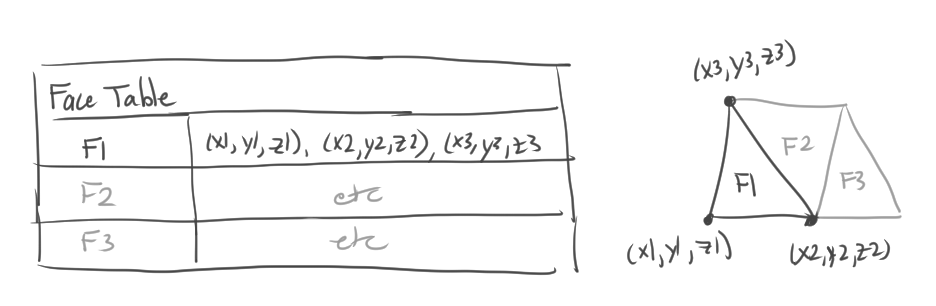 Face Table
F1 (x1, y1, z1), (x2, y2, z2), (x3, y3, z3
F2 etc
F3 etc
(x3, y3, z3)
F2
F1 F3
(x1, y1, z1) (x2, y2, z2)